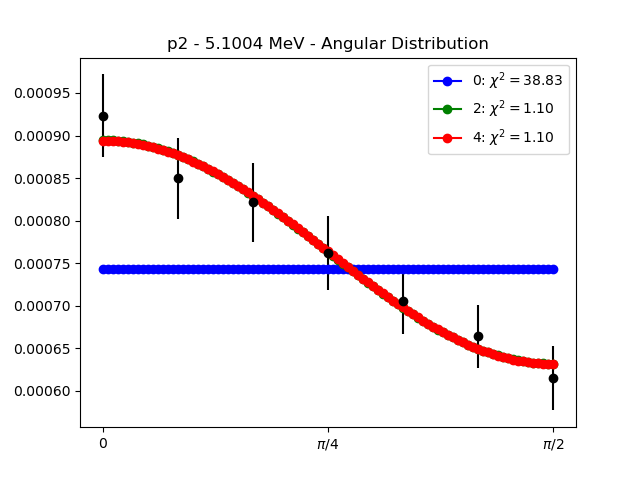 p2 - 5.1004 MeV - Angular Distribution
0: χ² = 38.83
2: χ² = 1.10
4: χ² = 1.10
0.00095
0.00090
0.00085
0.00080
0.00075
0.00070
0.00065
0.00060
0 π/4 π/2